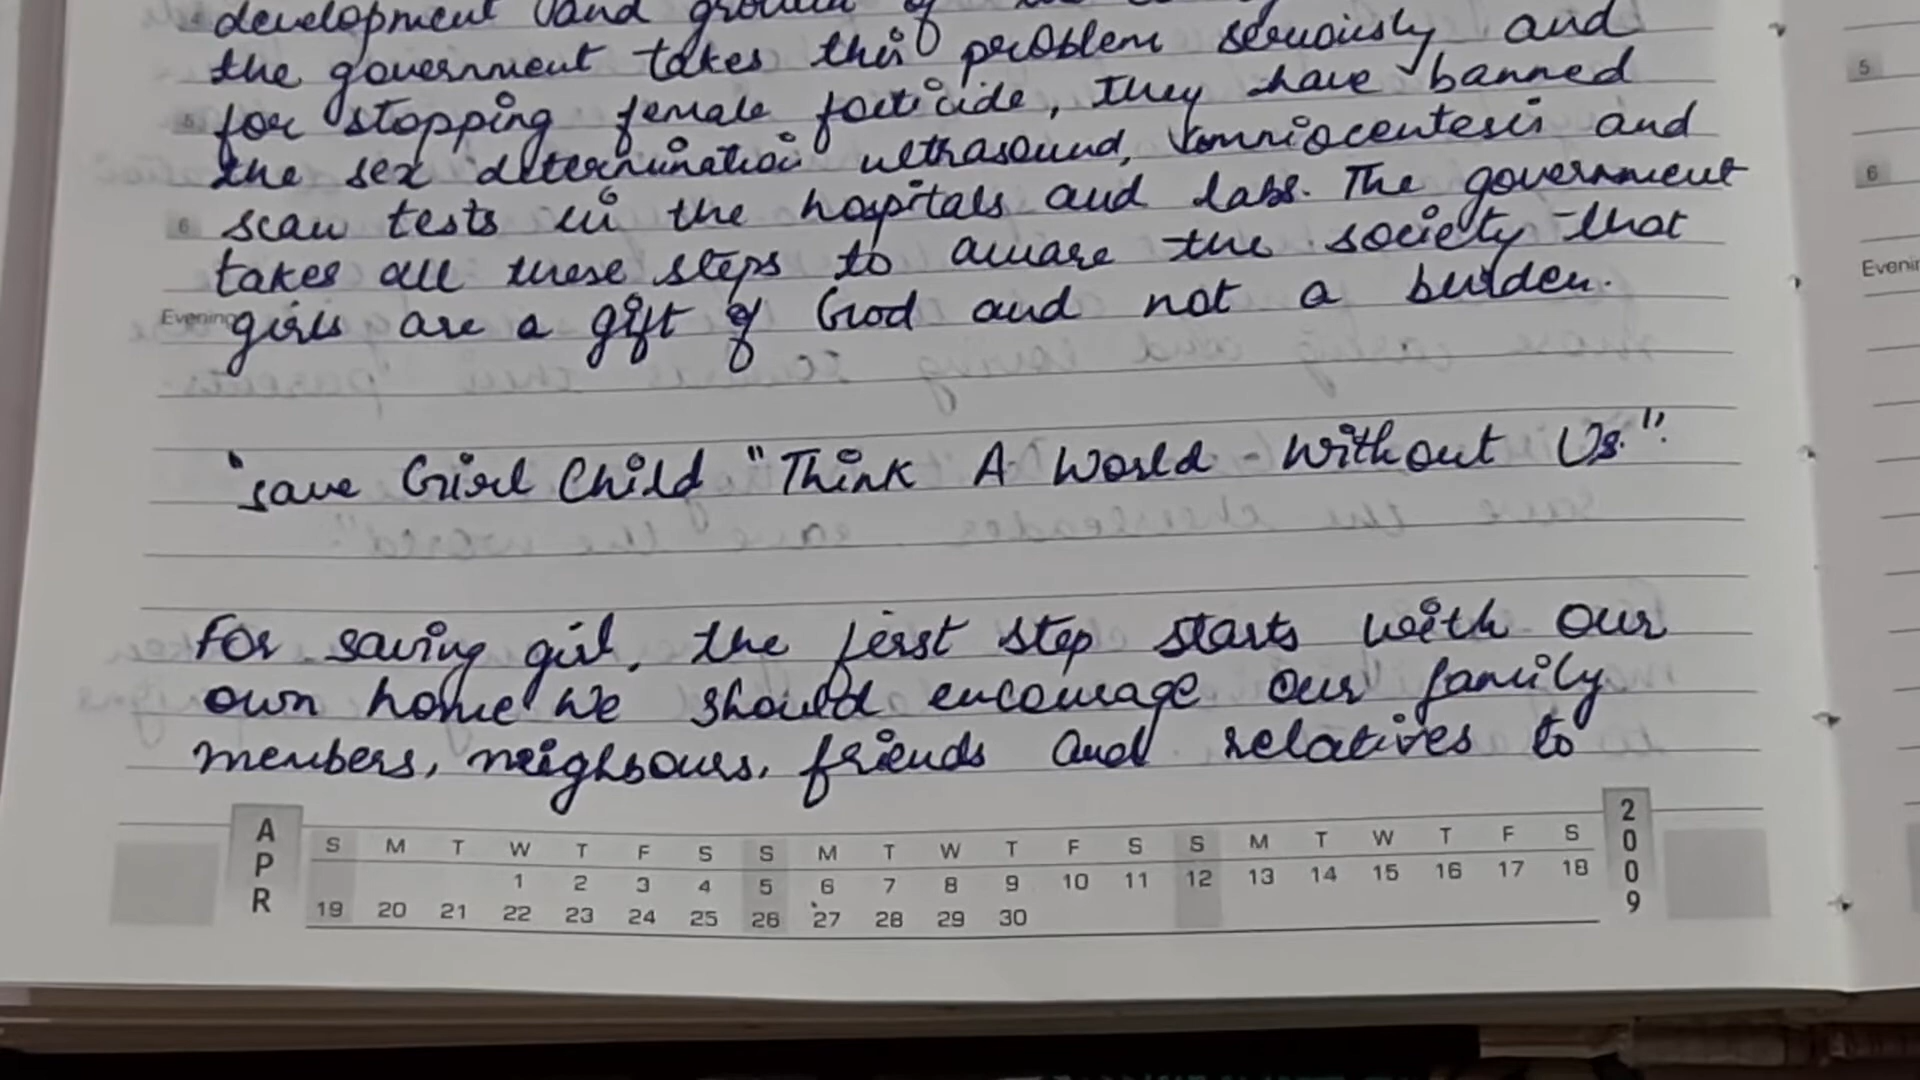 development and growth of
the government takes this problem seriously and
for stopping female foeticide, They have banned
the sex determination ultrasound, amniocentesis and
scan tests in the hospitals and labs. The government
takes all these steps to aware the society that
girls are a gift of God and not a burden.
"save Girl Child "Think A World - Without Us.".
For saving girl, the first step starts with our
own home We should encourage our family
members, neighbours, friends and relatives to
5
6
Evening
APR
2009
S M T W T F S S M T W T F S S M T W T F S
1 2 3 4 5 6 7 8 9 10 11 12 13 14 15 16 17 18
19 20 21 22 23 24 25 26 27 28 29 30
5
6
Evenin